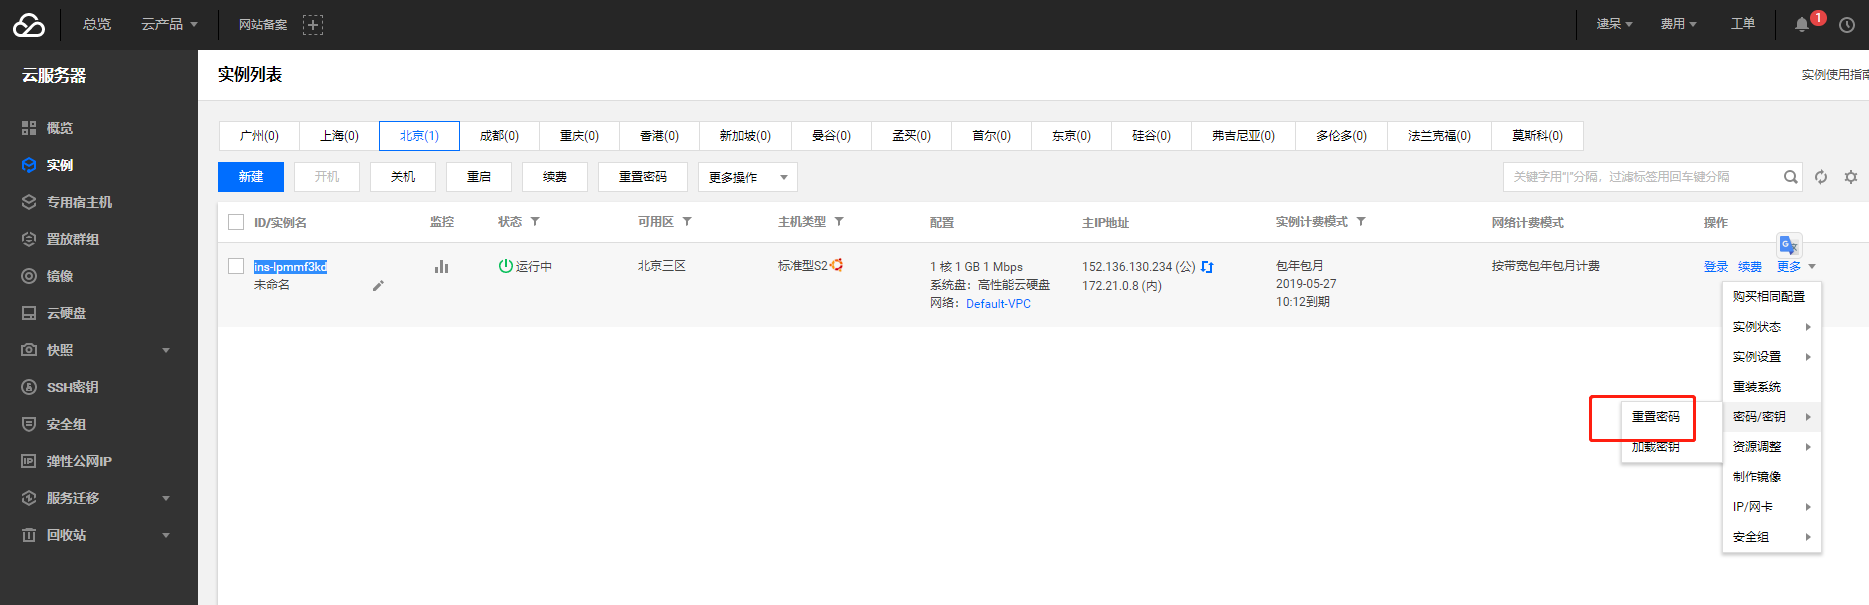 总览 云产品 网站备案 逮呆 费用 工单 1
云服务器
实例列表
实例使用指南
概览
实例
专用宿主机
置放群组
镜像
云硬盘
快照
SSH密钥
安全组
弹性公网IP
服务迁移
回收站
广州(0) 上海(0) 北京(1) 成都(0) 重庆(0) 香港(0) 新加坡(0) 曼谷(0) 孟买(0) 首尔(0) 东京(0) 硅谷(0) 弗吉尼亚(0) 多伦多(0) 法兰克福(0) 莫斯科(0)
新建 开机 关机 重启 续费 重置密码 更多操作
关键字用"|"分隔，过滤标签用回车键分隔
ID/实例名 监控 状态 可用区 主机类型 配置 主IP地址 实例计费模式 网络计费模式 操作
ins-lpmmf3kd 运行中 北京三区 标准型S2 1 核 1 GB 1 Mbps 152.136.130.234 (公) 包年包月 按带宽包年包月计费 登录 续费 更多
未命名 系统盘：高性能云硬盘 172.21.0.8 (内) 2019-05-27
网络：Default-VPC 10:12到期
购买相同配置
实例状态
实例设置
重装系统
密码/密钥
资源调整
制作镜像
IP/网卡
安全组
重置密码
加载密钥